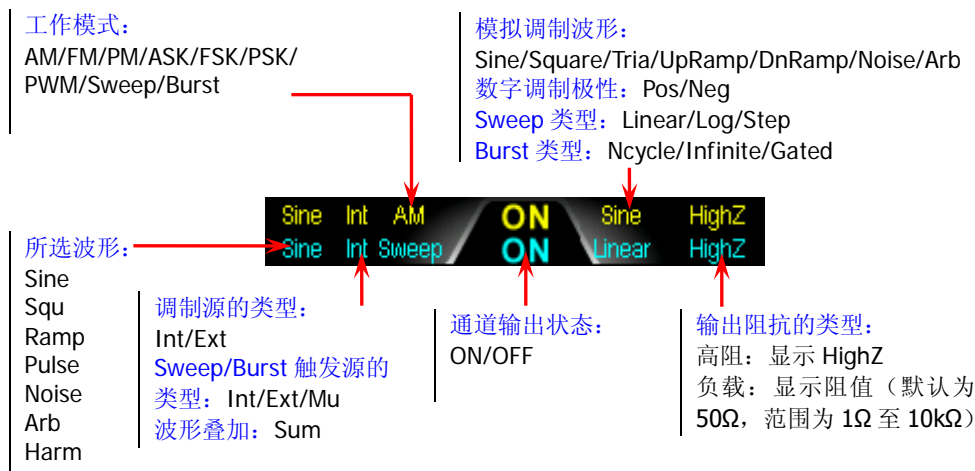 工作模式：
AM/FM/PM/ASK/FSK/PSK/
PWM/Sweep/Burst
模拟调制波形：
Sine/Square/Tria/UpRamp/DnRamp/Noise/Arb
数字调制极性：Pos/Neg
Sweep 类型：Linear/Log/Step
Burst 类型：Ncycle/Infinite/Gated
Sine Int AM ON Sine HighZ
Sine Int Sweep ON Linear HighZ
所选波形：
Sine
Squ
Ramp
Pulse
Noise
Arb
Harm
调制源的类型：
Int/Ext
Sweep/Burst 触发源的
类型：Int/Ext/Mu
波形叠加：Sum
通道输出状态：
ON/OFF
输出阻抗的类型：
高阻：显示 HighZ
负载：显示阻值（默认为
50Ω，范围为 1Ω 至 10kΩ）